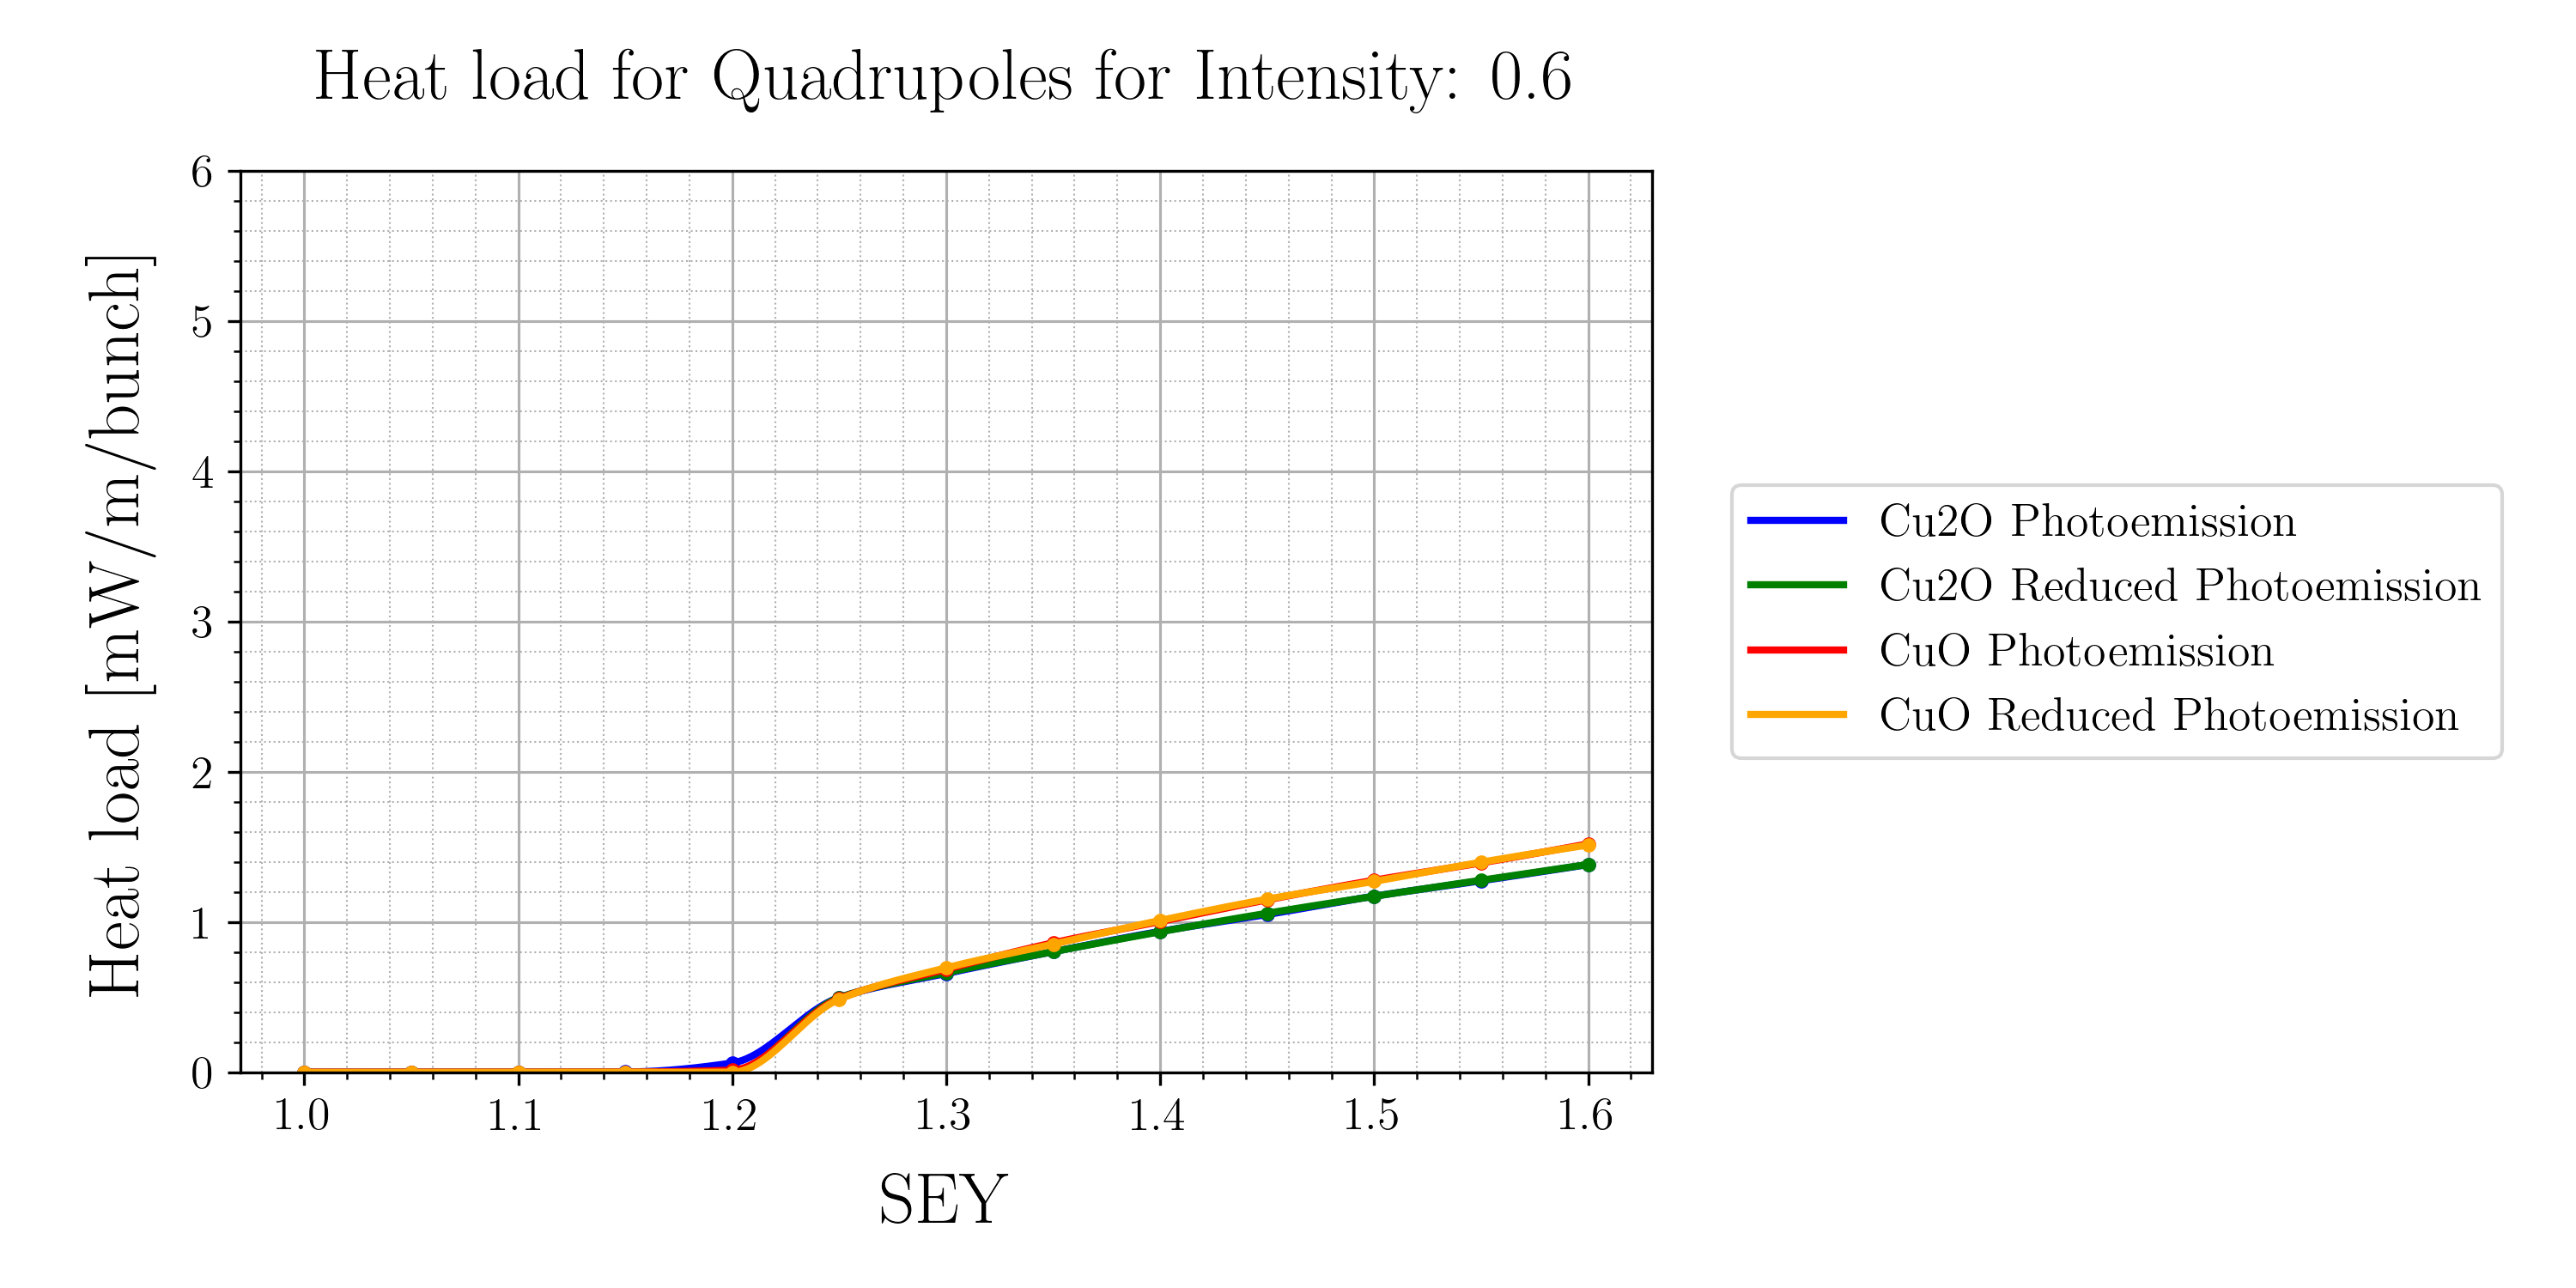 Heat load for Quadrupoles for Intensity: 0.6
Heat load [mW/m/bunch]
6
5
4
3
2
1
0
1.0 1.1 1.2 1.3 1.4 1.5 1.6
SEY
Cu2O Photoemission
Cu2O Reduced Photoemission
CuO Photoemission
CuO Reduced Photoemission